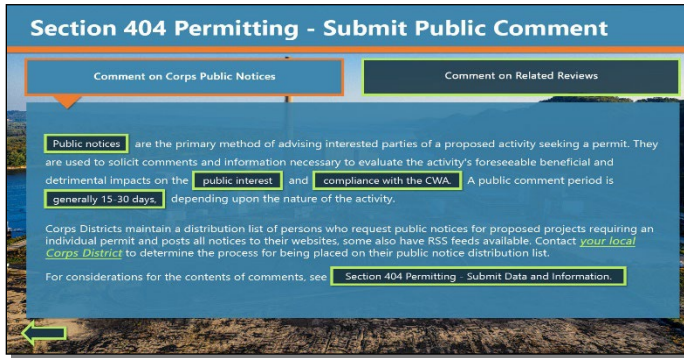 Section 404 Permitting - Submit Public Comment
Comment on Corps Public Notices
Comment on Related Reviews
Public notices are the primary method of advising interested parties of a proposed activity seeking a permit. They
are used to solicit comments and information necessary to evaluate the activity's foreseeable beneficial and
detrimental impacts on the public interest and compliance with the CWA. A public comment period is
generally 15-30 days, depending upon the nature of the activity.
Corps Districts maintain a distribution list of persons who request public notices for proposed projects requiring an
individual permit and posts all notices to their websites, some also have RSS feeds available. Contact your local
Corps District to determine the process for being placed on their public notice distribution list.
For considerations for the contents of comments, see Section 404 Permitting - Submit Data and Information.